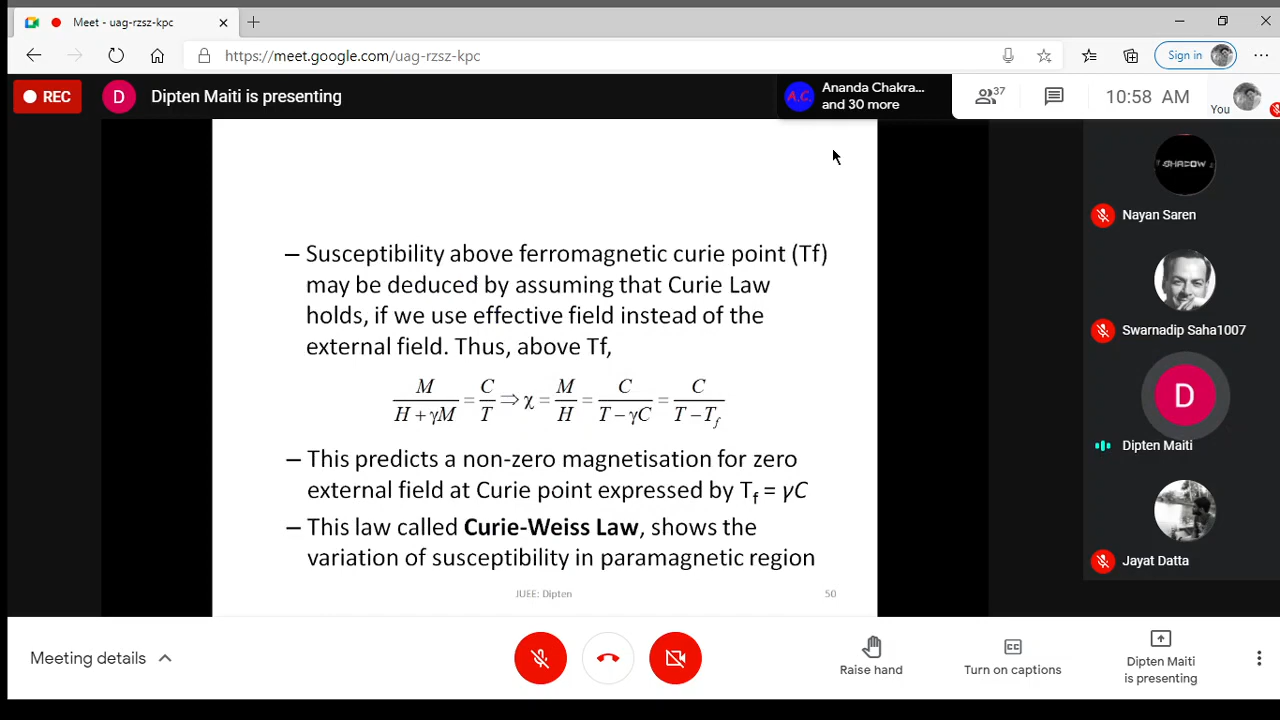 Meet - uag-rzsz-kpc
https://meet.google.com/uag-rzsz-kpc
Sign in
REC
D
Dipten Maiti is presenting
A.C.
Ananda Chakra...
and 30 more
37
10:58 AM
You
– Susceptibility above ferromagnetic curie point (Tf)
may be deduced by assuming that Curie Law
holds, if we use effective field instead of the
external field. Thus, above Tf,
M/(H + γM) = C/T ⇒ χ = M/H = C/(T − γC) = C/(T − T_f)
– This predicts a non-zero magnetisation for zero
external field at Curie point expressed by T_f = γC
– This law called Curie-Weiss Law, shows the
variation of susceptibility in paramagnetic region
JUEE: Dipten
50
SHADOW
Nayan Saren
Swarnadip Saha1007
D
Dipten Maiti
Jayat Datta
Meeting details
Raise hand
CC
Turn on captions
Dipten Maiti
is presenting